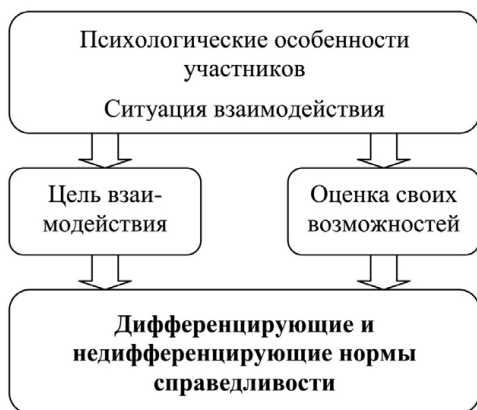 Психологические особенности
участников
Ситуация взаимодействия
Цель взаи-
модействия
Оценка своих
возможностей
Дифференцирующие и
недифференцирующие нормы
справедливости